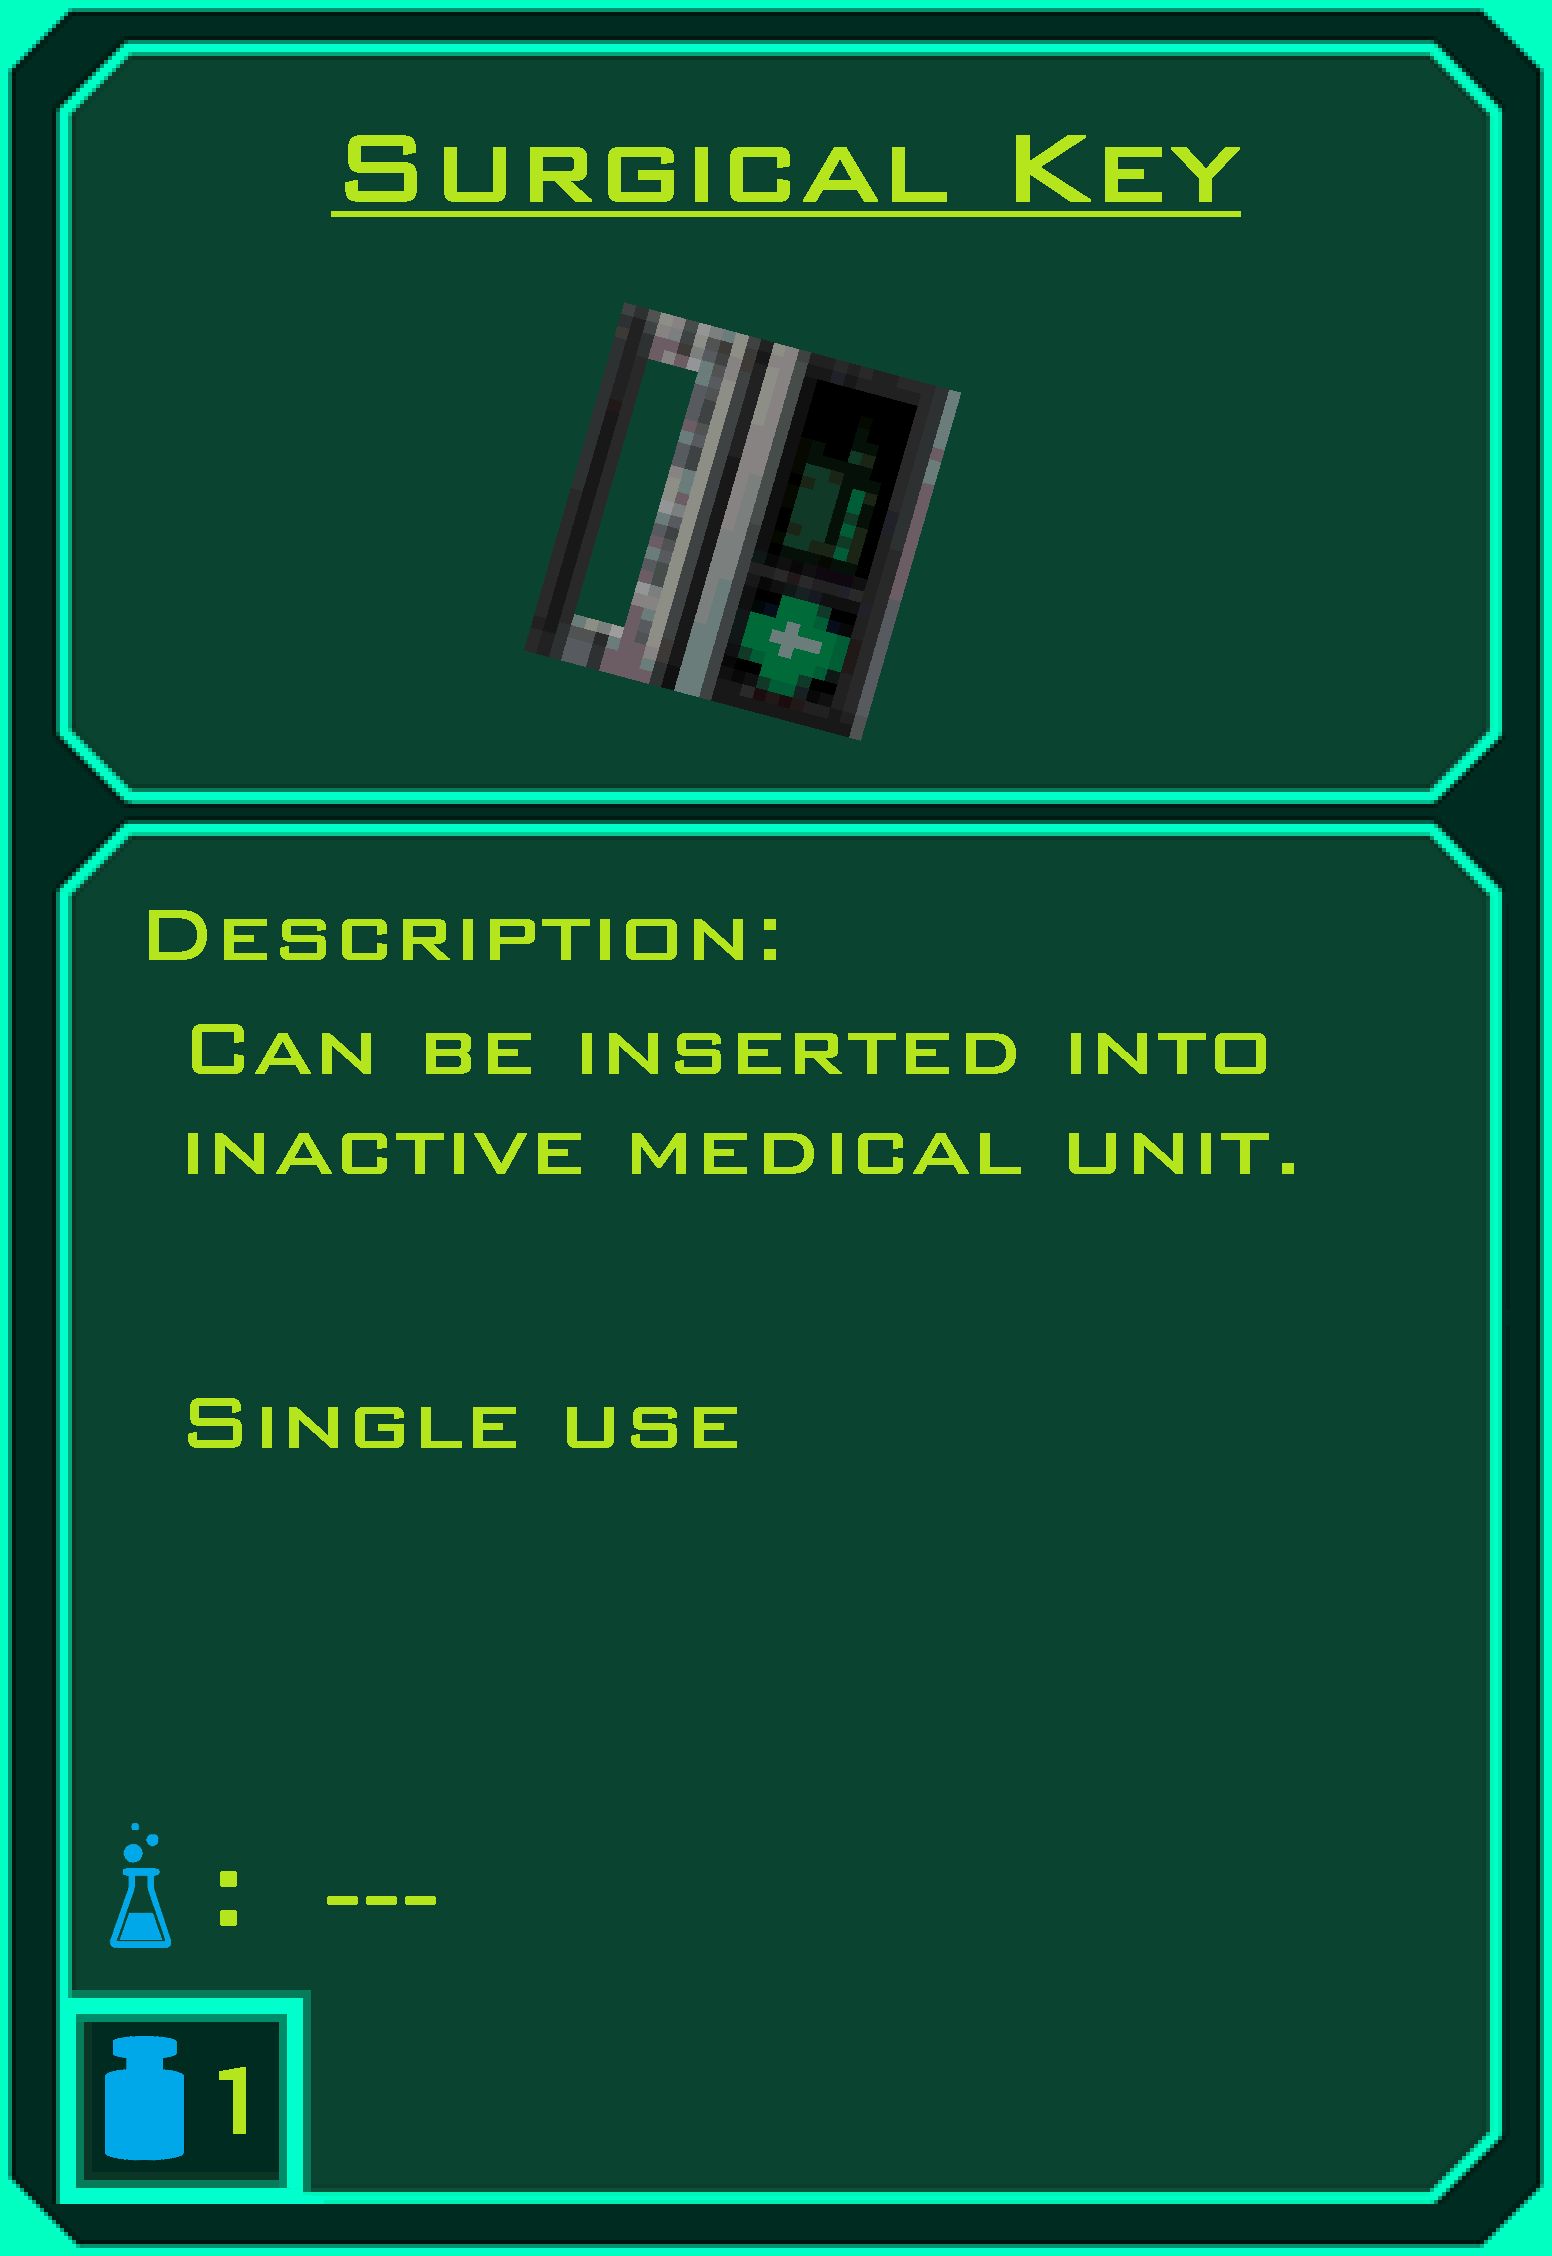 Surgical Key
Description:
Can be inserted into
inactive medical unit.
Single use
: ---
1